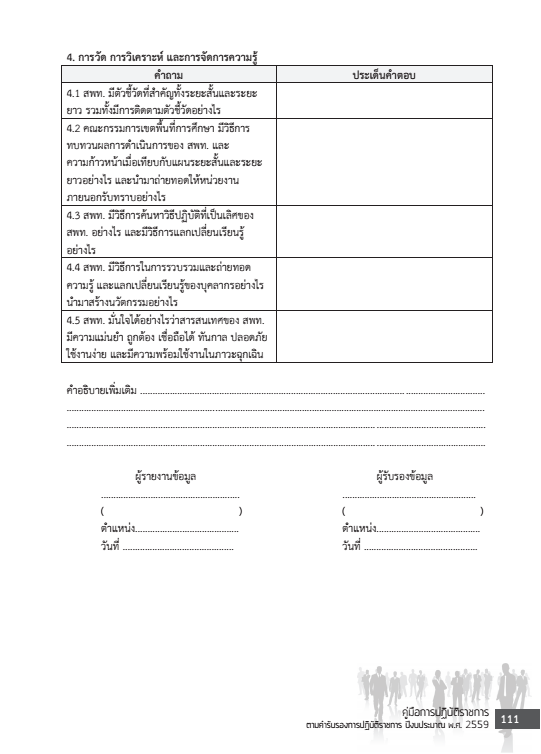 4. การวัด การวิเคราะห์ และการจัดการความรู้
คำถาม
ประเด็นคำตอบ
4.1 สพท. มีตัวชี้วัดที่สำคัญทั้งระยะสั้นและระยะ
ยาว รวมทั้งมีการติดตามตัวชี้วัดอย่างไร
4.2 คณะกรรมการเขตพื้นที่การศึกษา มีวิธีการ
ทบทวนผลการดำเนินการของ สพท. และ
ความก้าวหน้าเมื่อเทียบกับแผนระยะสั้นและระยะ
ยาวอย่างไร และนำมาถ่ายทอดให้หน่วยงาน
ภายนอกรับทราบอย่างไร
4.3 สพท. มีวิธีการค้นหาวิธีปฏิบัติที่เป็นเลิศของ
สพท. อย่างไร และมีวิธีการแลกเปลี่ยนเรียนรู้
อย่างไร
4.4 สพท. มีวิธีการในการรวบรวมและถ่ายทอด
ความรู้ และแลกเปลี่ยนเรียนรู้ของบุคลากรอย่างไร
นำมาสร้างนวัตกรรมอย่างไร
4.5 สพท. มั่นใจได้อย่างไรว่าสารสนเทศของ สพท.
มีความแม่นยำ ถูกต้อง เชื่อถือได้ ทันกาล ปลอดภัย
ใช้งานง่าย และมีความพร้อมใช้งานในภาวะฉุกเฉิน
คำอธิบายเพิ่มเติม ........................................................................................................
........................................................................................................
........................................................................................................
........................................................................................................
ผู้รายงานข้อมูล
ผู้รับรองข้อมูล
........................................................
......................................................
( )
( )
ตำแหน่ง..........................................
ตำแหน่ง..........................................
วันที่ .............................................
วันที่ .............................................
คู่มือการปฏิบัติราชการ
ตามคำรับรองการปฏิบัติราชการ ปีงบประมาณ พ.ศ. 2559
111